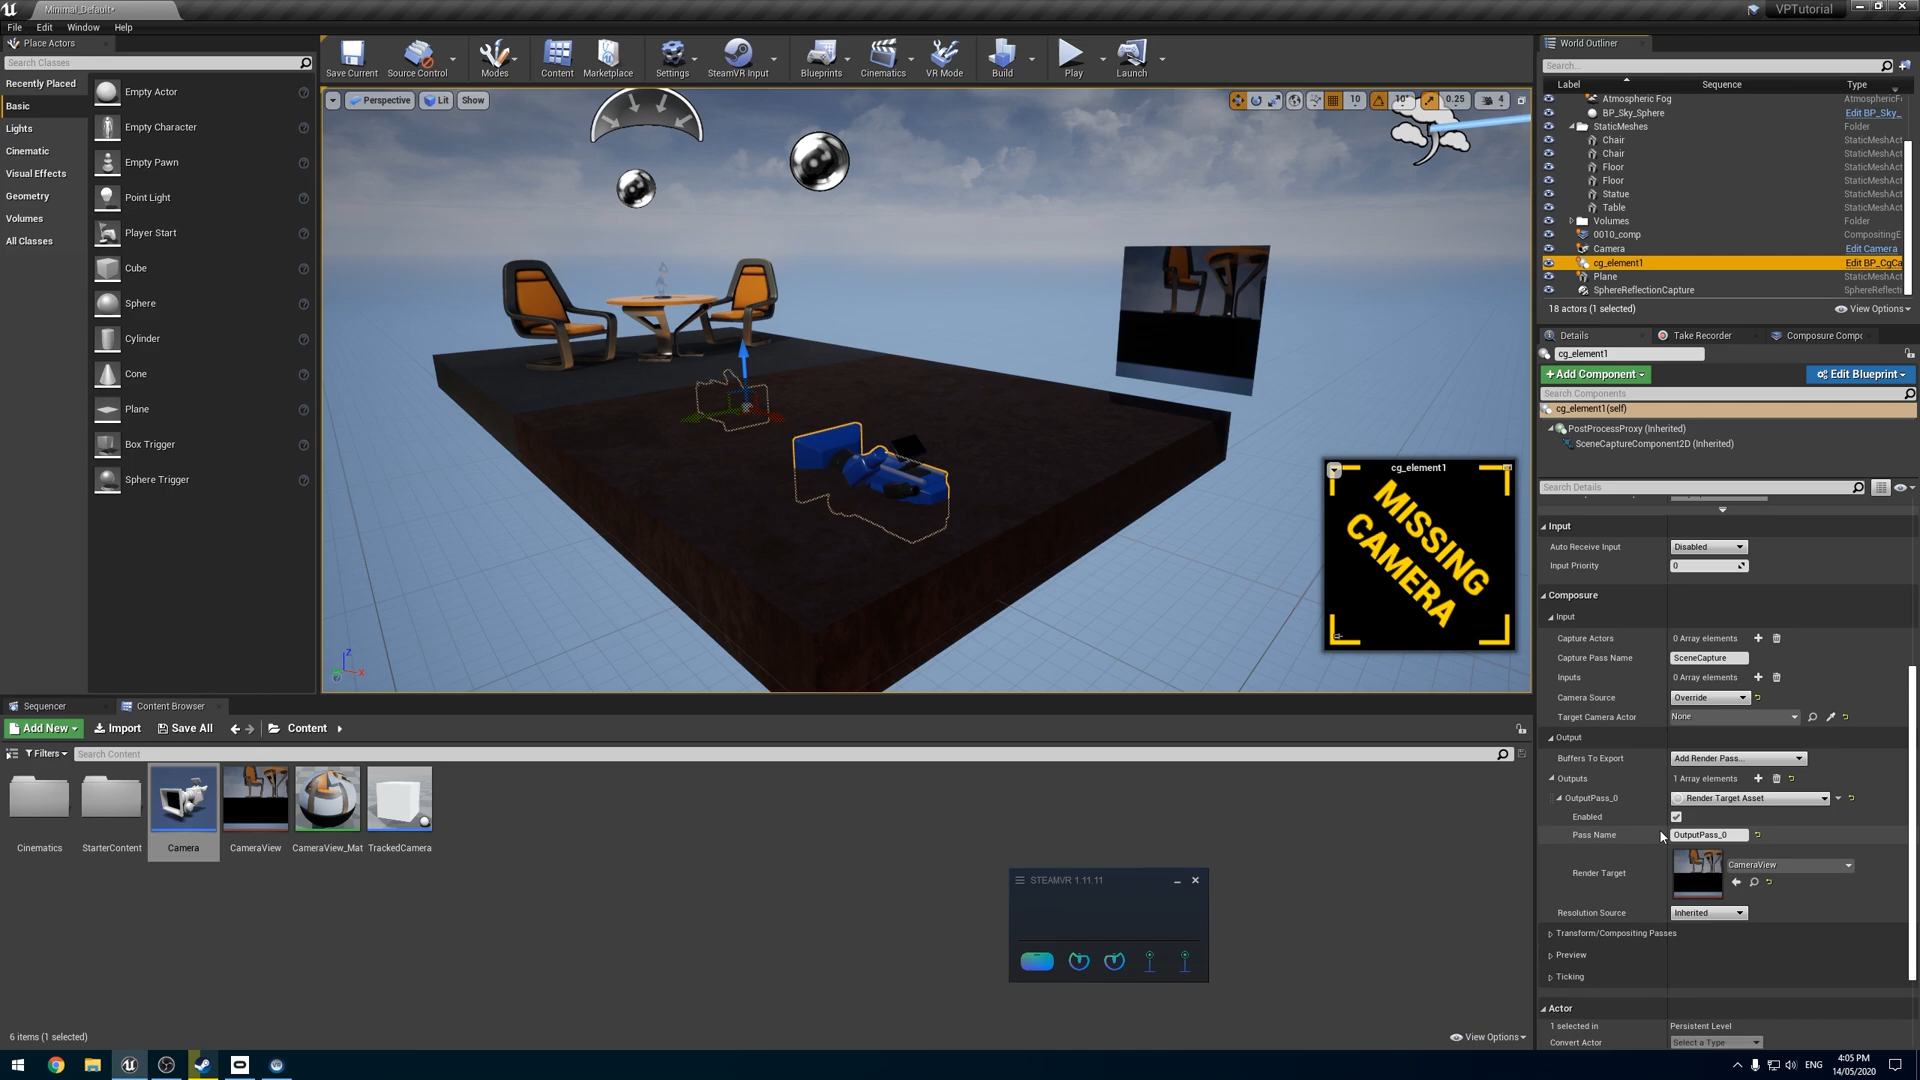 Minimal_Default*
VPTutorial
File Edit Window Help
Place Actors
Search Classes
Recently Placed
Basic
Lights
Cinematic
Visual Effects
Geometry
Volumes
All Classes
Empty Actor
Empty Character
Empty Pawn
Point Light
Player Start
Cube
Sphere
Cylinder
Cone
Plane
Box Trigger
Sphere Trigger
Save Current Source Control Modes Content Marketplace Settings SteamVR Input Blueprints Cinematics VR Mode Build Play Launch
Perspective Lit Show
10 10° 0.25 4
cg_element1
MISSING
CAMERA
Z
X
World Outliner
Search...
Label Sequence Type
Atmospheric Fog AtmosphericF
BP_Sky_Sphere Edit BP_Sky_
StaticMeshes Folder
Chair StaticMeshAct
Chair StaticMeshAct
Floor StaticMeshAct
Floor StaticMeshAct
Statue StaticMeshAct
Table StaticMeshAct
Volumes Folder
0010_comp CompositingE
Camera Edit Camera
cg_element1 Edit BP_CgCa
Plane StaticMeshAct
SphereReflectionCapture SphereReflecti
18 actors (1 selected) View Options
Details Take Recorder Composure Compo
cg_element1
+Add Component Edit Blueprint
Search Components
cg_element1(self)
PostProcessProxy (Inherited)
SceneCaptureComponent2D (Inherited)
Search Details
Input
Auto Receive Input Disabled
Input Priority 0
Composure
Input
Capture Actors 0 Array elements
Capture Pass Name SceneCapture
Inputs 0 Array elements
Camera Source Override
Target Camera Actor None
Output
Buffers To Export Add Render Pass...
Outputs 1 Array elements
OutputPass_0 Render Target Asset
Enabled
Pass Name OutputPass_0
Render Target CameraView
Resolution Source Inherited
Transform/Compositing Passes
Preview
Ticking
Actor
1 selected in Persistent Level
Convert Actor Select a Type
Sequencer Content Browser
Add New Import Save All Content
Filters Search Content
Cinematics StarterContent Camera CameraView CameraView_Mat TrackedCamera
STEAMVR 1.11.11
6 items (1 selected) View Options
ENG
4:05 PM
14/05/2020